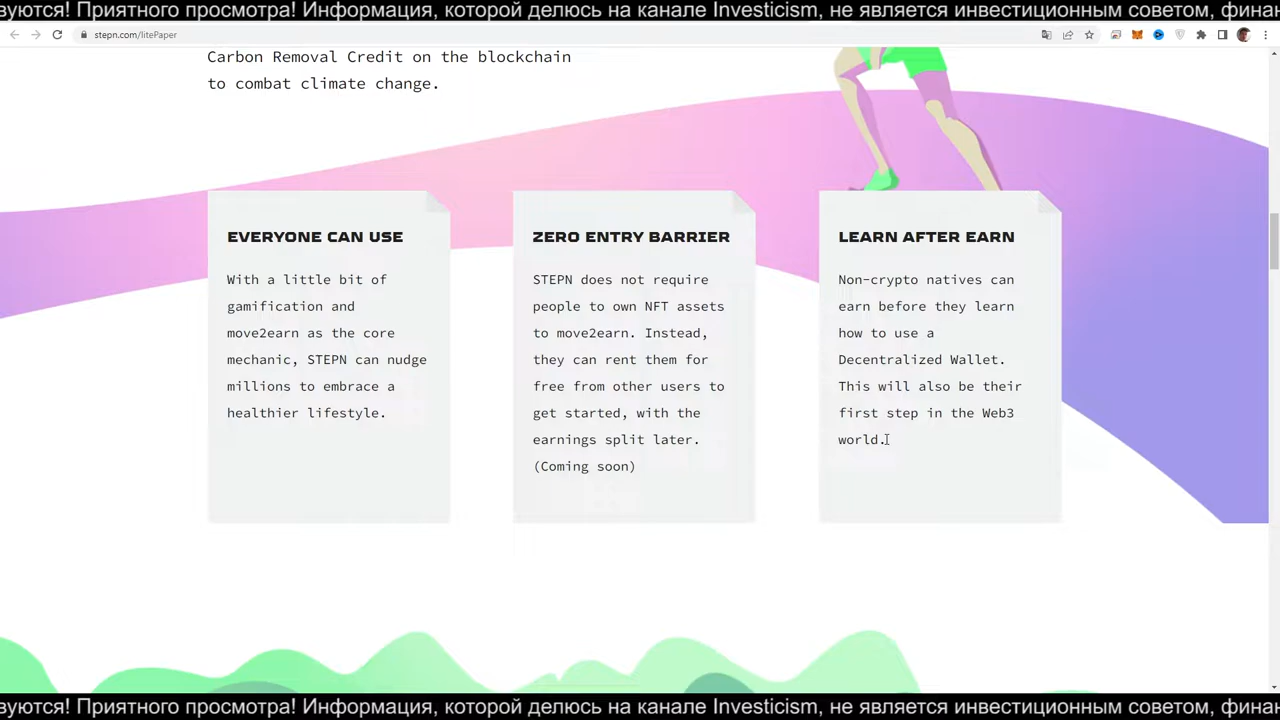 вуются! Приятного просмотра! Информация, которой делюсь на канале Investicism, не является инвестиционным советом, финан
stepn.com/litePaper
Carbon Removal Credit on the blockchain
to combat climate change.
EVERYONE CAN USE
With a little bit of
gamification and
move2earn as the core
mechanic, STEPN can nudge
millions to embrace a
healthier lifestyle.
ZERO ENTRY BARRIER
STEPN does not require
people to own NFT assets
to move2earn. Instead,
they can rent them for
free from other users to
get started, with the
earnings split later.
(Coming soon)
LEARN AFTER EARN
Non-crypto natives can
earn before they learn
how to use a
Decentralized Wallet.
This will also be their
first step in the Web3
world.
вуются! Приятного просмотра! Информация, которой делюсь на канале Investicism, не является инвестиционным советом, финан